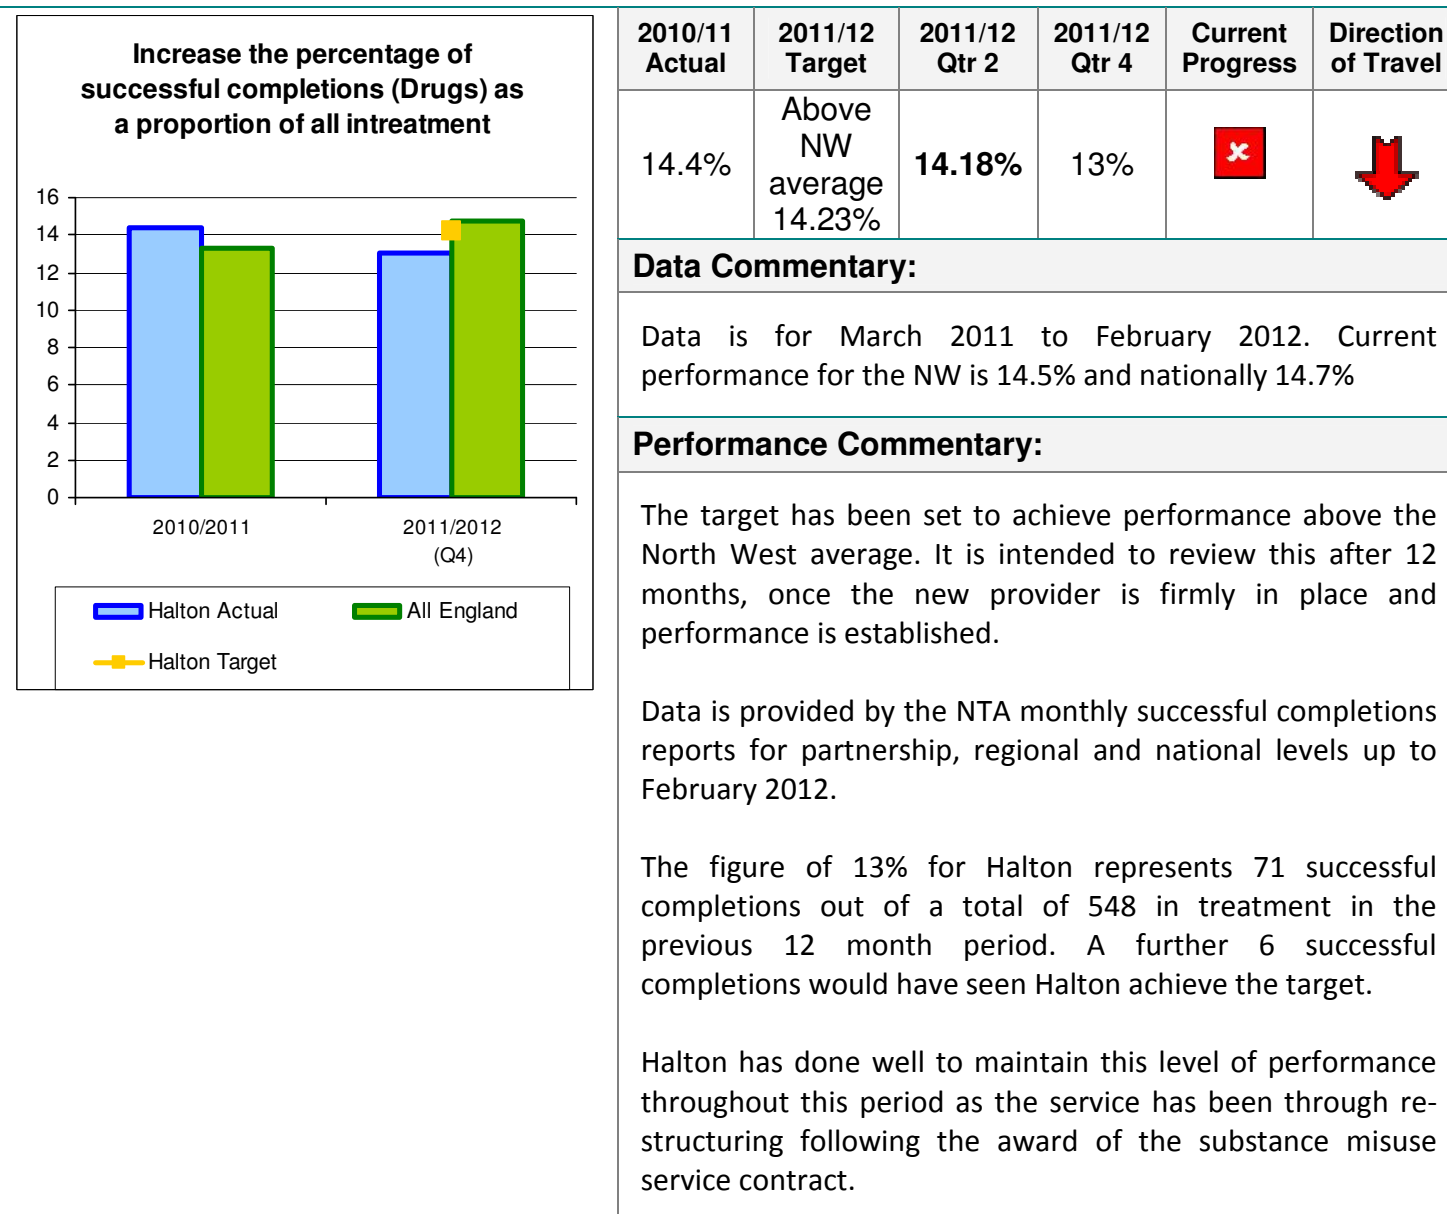 Increase the percentage of
successful completions (Drugs) as
a proportion of all intreatment
16
14
12
10
8
6
4
2
0
2010/2011
2011/2012
(Q4)
Halton Actual
All England
Halton Target
2010/11 Actual
2011/12 Target
2011/12 Qtr 2
2011/12 Qtr 4
Current Progress
Direction of Travel
14.4%
Above
NW
average
14.23%
14.18%
13%
Data Commentary:
Data is for March 2011 to February 2012. Current
performance for the NW is 14.5% and nationally 14.7%
Performance Commentary:
The target has been set to achieve performance above the
North West average. It is intended to review this after 12
months, once the new provider is firmly in place and
performance is established.
Data is provided by the NTA monthly successful completions
reports for partnership, regional and national levels up to
February 2012.
The figure of 13% for Halton represents 71 successful
completions out of a total of 548 in treatment in the
previous 12 month period. A further 6 successful
completions would have seen Halton achieve the target.
Halton has done well to maintain this level of performance
throughout this period as the service has been through re-
structuring following the award of the substance misuse
service contract.